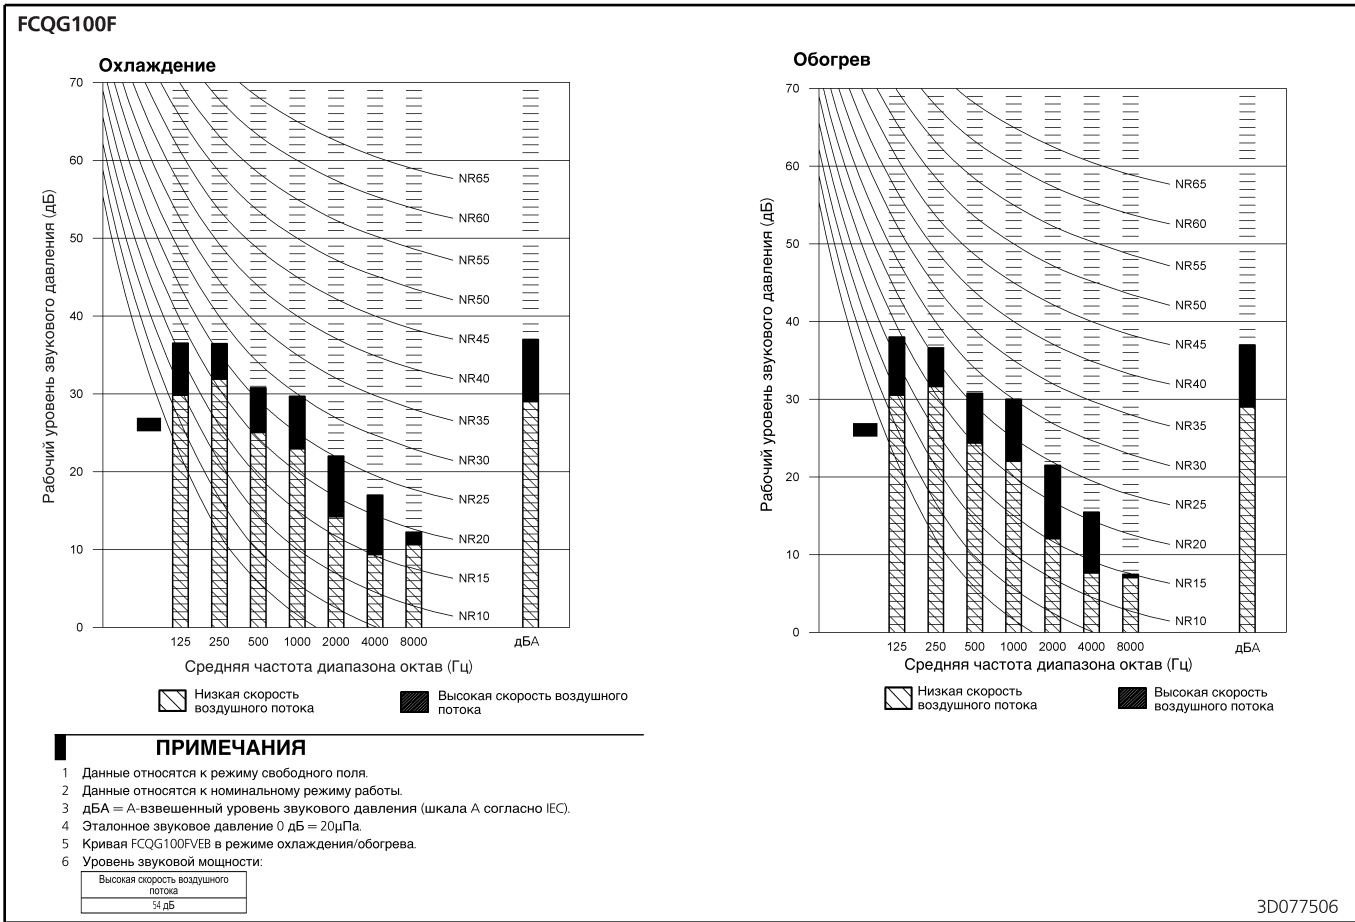 FCQG100F
Охлаждение
70
60
50
40
30
20
10
0
Рабочий уровень звукового давления (дБ)
NR65
NR60
NR55
NR50
NR45
NR40
NR35
NR30
NR25
NR20
NR15
NR10
125 250 500 1000 2000 4000 8000 дБА
Средняя частота диапазона октав (Гц)
Низкая скорость
воздушного потока
Высокая скорость воздушного
потока
Обогрев
70
60
50
40
30
20
10
0
Рабочий уровень звукового давления (дБ)
NR65
NR60
NR55
NR50
NR45
NR40
NR35
NR30
NR25
NR20
NR15
NR10
125 250 500 1000 2000 4000 8000 дБА
Средняя частота диапазона октав (Гц)
Низкая скорость
воздушного потока
Высокая скорость
воздушного потока
ПРИМЕЧАНИЯ
1 Данные относятся к режиму свободного поля.
2 Данные относятся к номинальному режиму работы.
3 дБА = А-взвешенный уровень звукового давления (шкала А согласно IEC).
4 Эталонное звуковое давление 0 дБ = 20µПа.
5 Кривая FCQG100FVEB в режиме охлаждения/обогрева.
6 Уровень звуковой мощности:
Высокая скорость воздушного
потока
54 дБ
3D077506